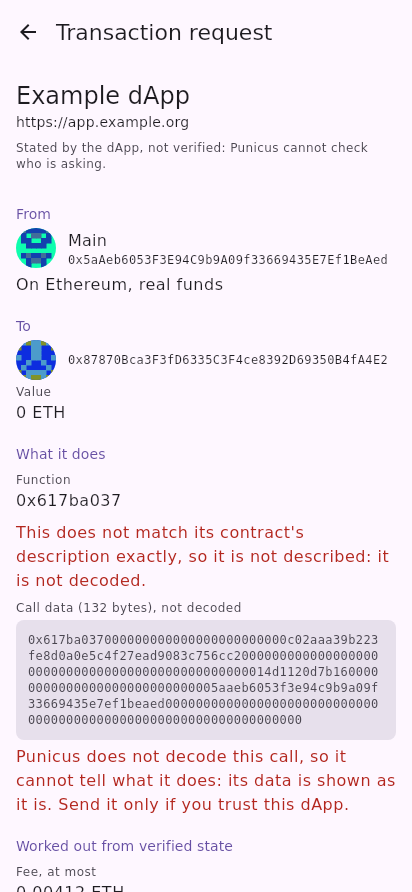 Transaction request
Example dApp
https://app.example.org
Stated by the dApp, not verified: Punicus cannot check
who is asking.
From
Main
0x5aAeb6053F3E94C9b9A09f33669435E7Ef1BeAed
On Ethereum, real funds
To
0x87870Bca3F3fD6335C3F4ce8392D69350B4fA4E2
Value
0 ETH
What it does
Function
0x617ba037
This does not match its contract's
description exactly, so it is not described: it
is not decoded.
Call data (132 bytes), not decoded
0x617ba037000000000000000000000000c02aaa39b223
fe8d0a0e5c4f27ead9083c756cc2000000000000000000
00000000000000000000000000000014d1120d7b160000
0000000000000000000000005aaeb6053f3e94c9b9a09f
33669435e7ef1beaed0000000000000000000000000000
000000000000000000000000000000000000
Punicus does not decode this call, so it
cannot tell what it does: its data is shown as
it is. Send it only if you trust this dApp.
Worked out from verified state
Fee, at most
0.00412 ETH